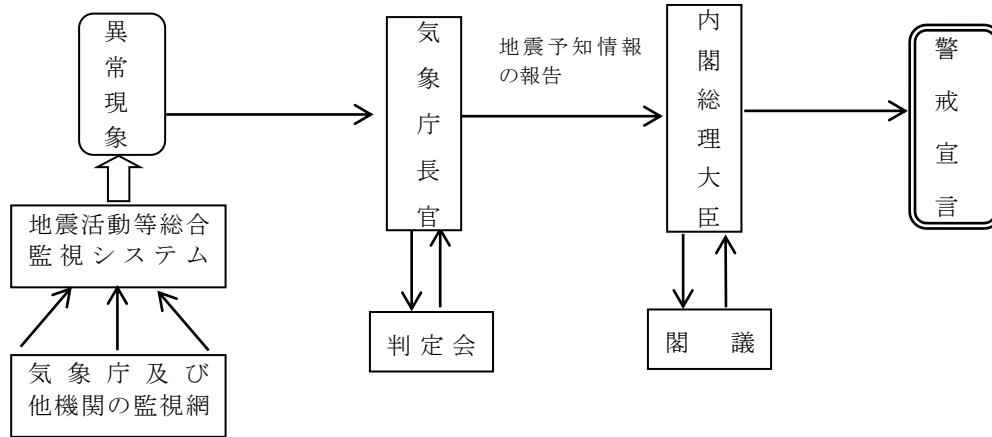 異常現象
気象庁長官
地震予知情報
の報告
内閣総理大臣
警戒宣言
地震活動等総合
監視システム
判定会
閣議
気象庁及び
他機関の監視網